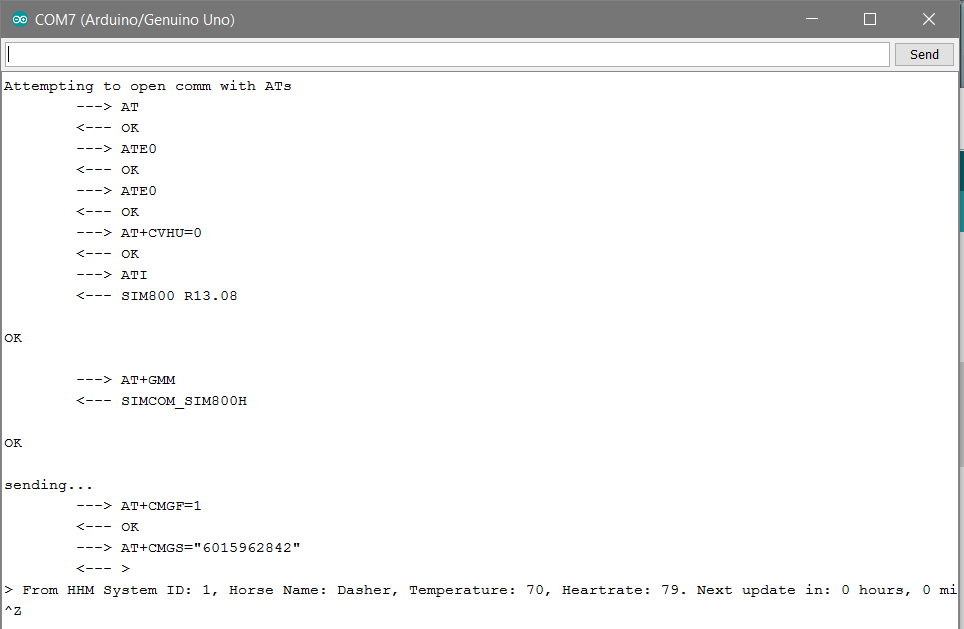 COM7 (Arduino/Genuino Uno)
Send
Attempting to open comm with ATs
---> AT
<--- OK
---> ATE0
<--- OK
---> ATE0
<--- OK
---> AT+CVHU=0
<--- OK
---> ATI
<--- SIM800 R13.08
OK
---> AT+GMM
<--- SIMCOM_SIM800H
OK
sending...
---> AT+CMGF=1
<--- OK
---> AT+CMGS="6015962842"
<--- >
> From HHM System ID: 1, Horse Name: Dasher, Temperature: 70, Heartrate: 79. Next update in: 0 hours, 0 mi
^Z